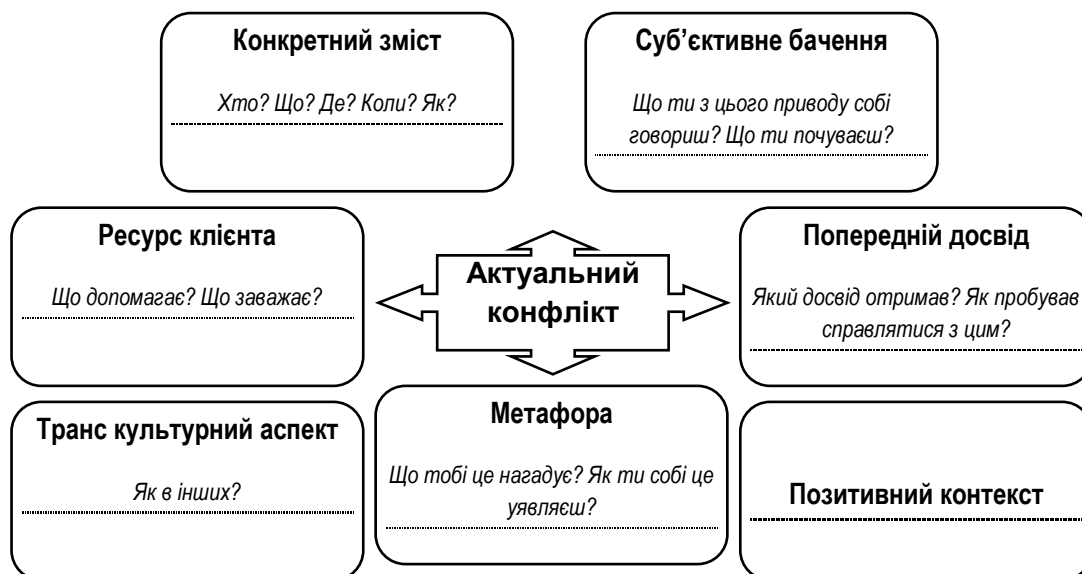 Конкретний зміст
Хто? Що? Де? Коли? Як?
Суб’єктивне бачення
Що ти з цього приводу собі
говориш? Що ти почуваєш?
Ресурс клієнта
Що допомагає? Що заважає?
Актуальний
конфлікт
Попередній досвід
Який досвід отримав? Як пробував
справлятися з цим?
Транс культурний аспект
Як в інших?
Метафора
Що тобі це нагадує? Як ти собі це
уявляєш?
Позитивний контекст